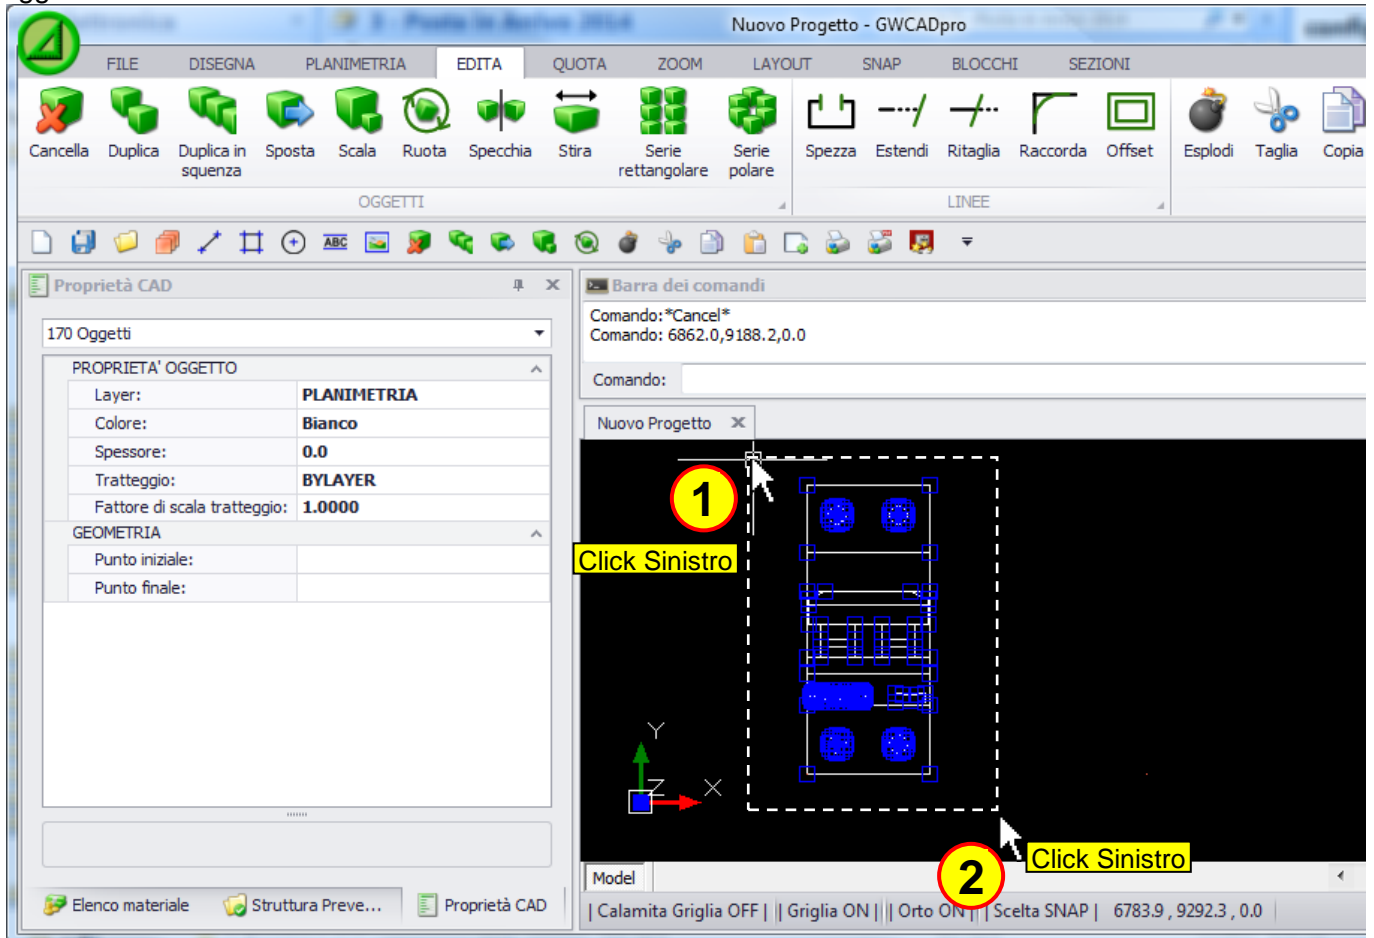 Nuovo Progetto - GWCADpro
FILE DISEGNA PLANIMETRIA EDITA QUOTA ZOOM LAYOUT SNAP BLOCCHI SEZIONI
Cancella Duplica Duplica in squenza Sposta Scala Ruota Specchia Stira Serie rettangolare Serie polare Spezza Estendi Ritaglia Raccorda Offset Esplodi Taglia Copia
OGGETTI LINEE
ABC
Proprietà CAD
Barra dei comandi
170 Oggetti
Comando:*Cancel*
Comando: 6862.0,9188.2,0.0
Comando:
PROPRIETA' OGGETTO
Layer: PLANIMETRIA
Colore: Bianco
Spessore: 0.0
Tratteggio: BYLAYER
Fattore di scala tratteggio: 1.0000
GEOMETRIA
Punto iniziale:
Punto finale:
Nuovo Progetto
1
Click Sinistro
Y
Z X
2
Click Sinistro
Model
Elenco materiale Struttura Preve... Proprietà CAD
| Calamita Griglia OFF | | Griglia ON | | Orto ON | | Scelta SNAP | 6783.9 , 9292.3 , 0.0